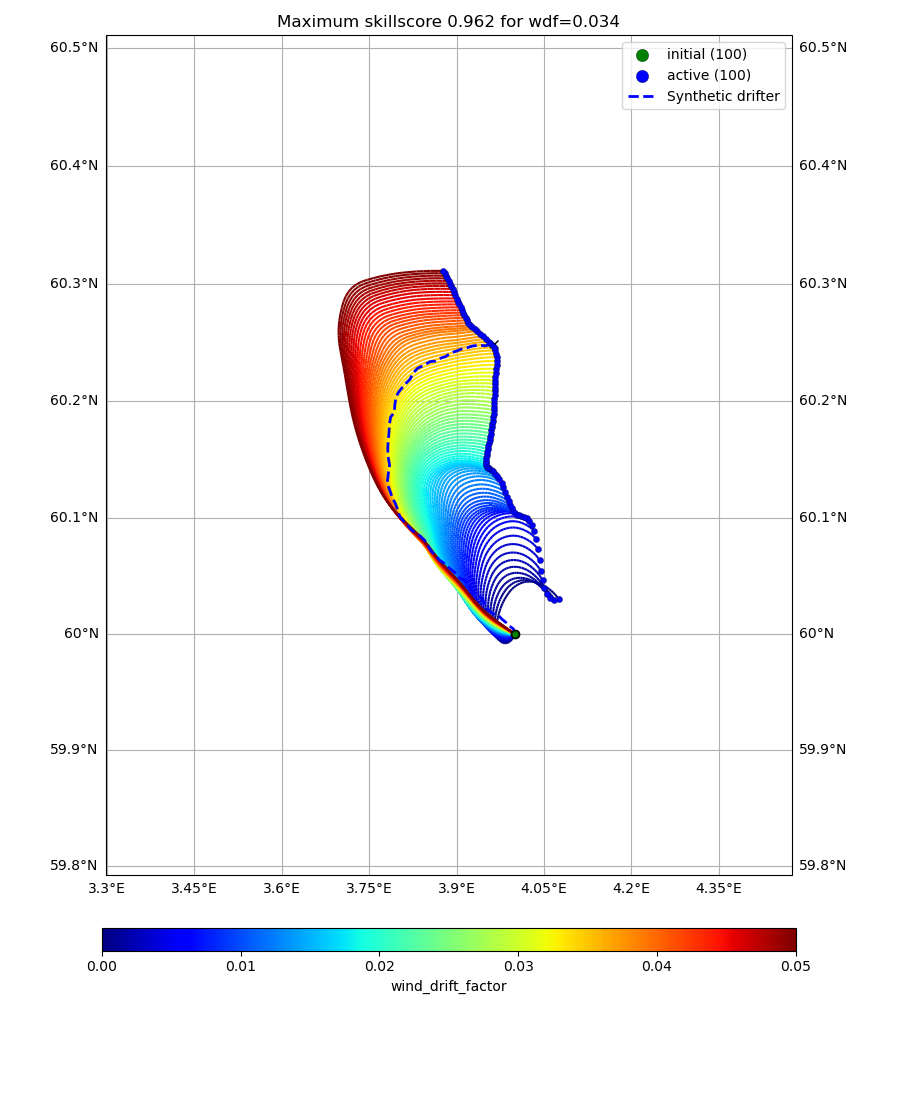 Maximum skillscore 0.962 for wdf=0.034
60.5°N 60.5°N
initial (100)
active (100)
Synthetic drifter
60.4°N 60.4°N
60.3°N 60.3°N
60.2°N 60.2°N
60.1°N 60.1°N
60°N 60°N
59.9°N 59.9°N
59.8°N 59.8°N
3.3°E 3.45°E 3.6°E 3.75°E 3.9°E 4.05°E 4.2°E 4.35°E
0.00 0.01 0.02 0.03 0.04 0.05
wind_drift_factor